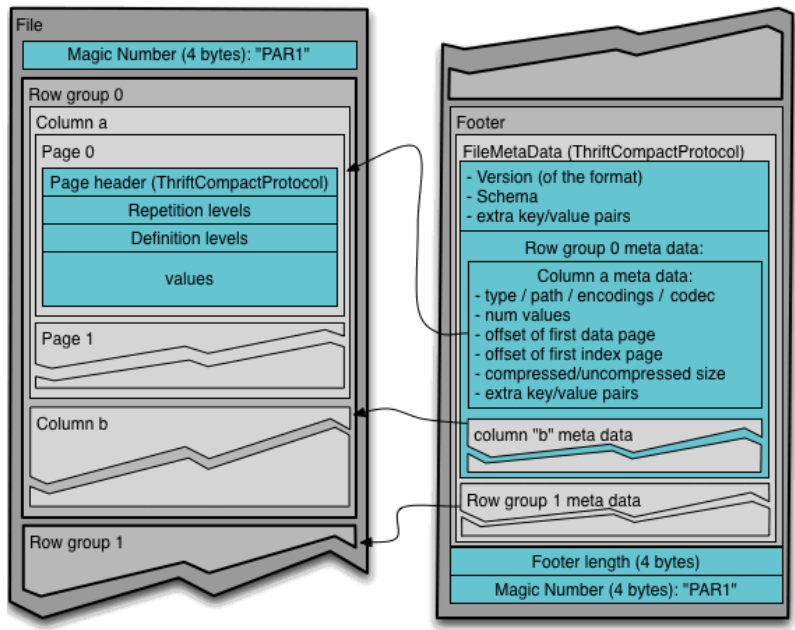 File
Magic Number (4 bytes): "PAR1"
Row group 0
Column a
Page 0
Page header (ThriftCompactProtocol)
Repetition levels
Definition levels
values
Page 1
Column b
Row group 1
Footer
FileMetaData (ThriftCompactProtocol)
- Version (of the format)
- Schema
- extra key/value pairs
Row group 0 meta data:
Column a meta data:
- type / path / encodings / codec
- num values
- offset of first data page
- offset of first index page
- compressed/uncompressed size
- extra key/value pairs
column "b" meta data
Row group 1 meta data
Footer length (4 bytes)
Magic Number (4 bytes): "PAR1"